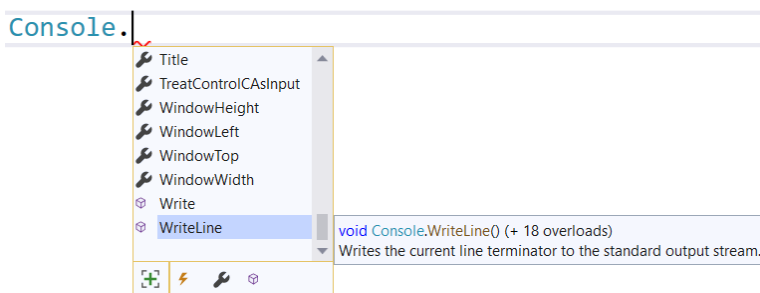 Console.
Title
TreatControlCAsInput
WindowHeight
WindowLeft
WindowTop
WindowWidth
Write
WriteLine
void Console.WriteLine() (+ 18 overloads)
Writes the current line terminator to the standard output stream.